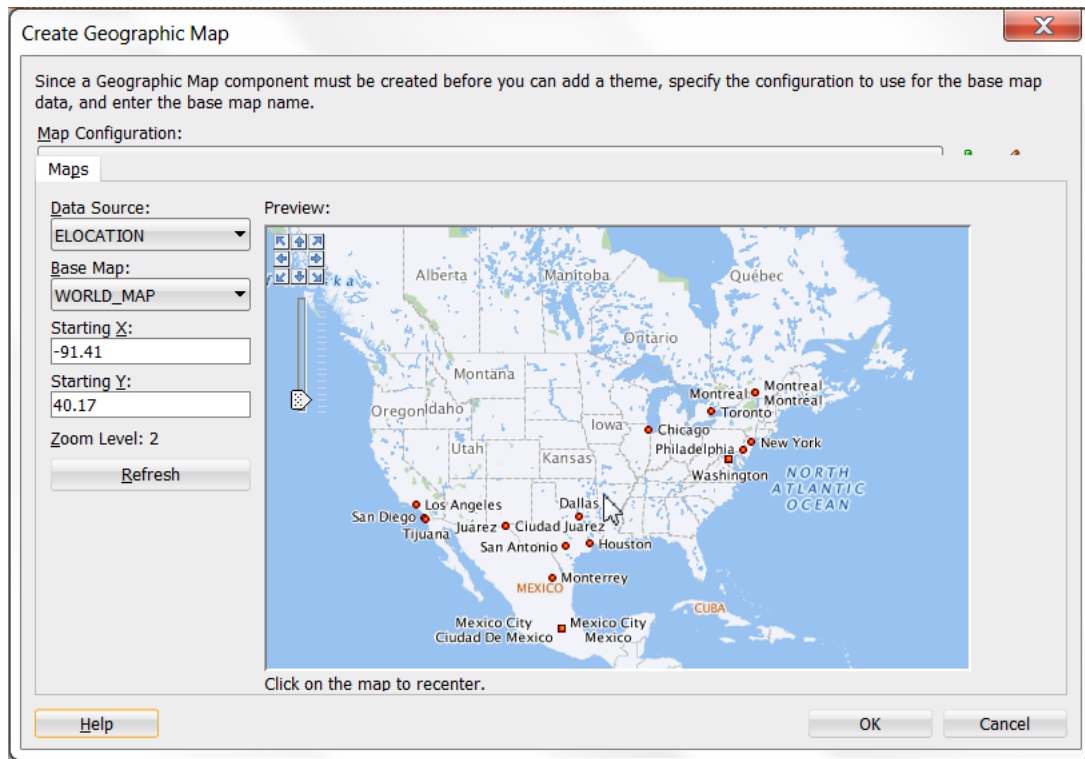 Create Geographic Map
X
Since a Geographic Map component must be created before you can add a theme, specify the configuration to use for the base map
data, and enter the base map name.
Map Configuration:
Maps
Data Source:
ELOCATION
Base Map:
WORLD_MAP
Starting X:
-91.41
Starting Y:
40.17
Zoom Level: 2
Refresh
Preview:
Alberta
Manitoba
Québec
Ontario
Montana
Montreal
Montreal
Montréal
Toronto
Oregon
Idaho
Iowa
Chicago
New York
Philadelphia
Utah
Kansas
Washington
NORTH
ATLANTIC
OCEAN
Los Angeles
Dallas
San Diego
Tijuana
Juárez
Ciudad Juárez
San Antonio
Houston
Monterrey
MEXICO
CUBA
Mexico City
Ciudad De Mexico
Mexico City
Mexico
Click on the map to recenter.
Help
OK
Cancel